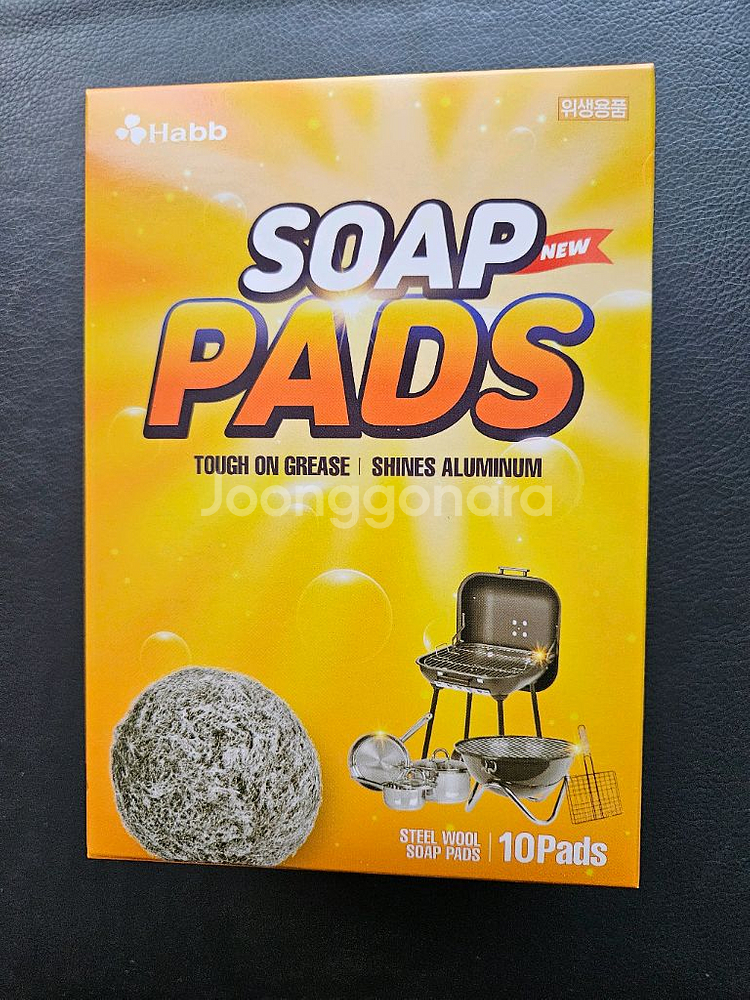 Habb
위생용품
SOAP
NEW
PADS
TOUGH ON GREASE | SHINES ALUMINUM
Joonggonara
STEEL WOOL
SOAP PADS
10Pads